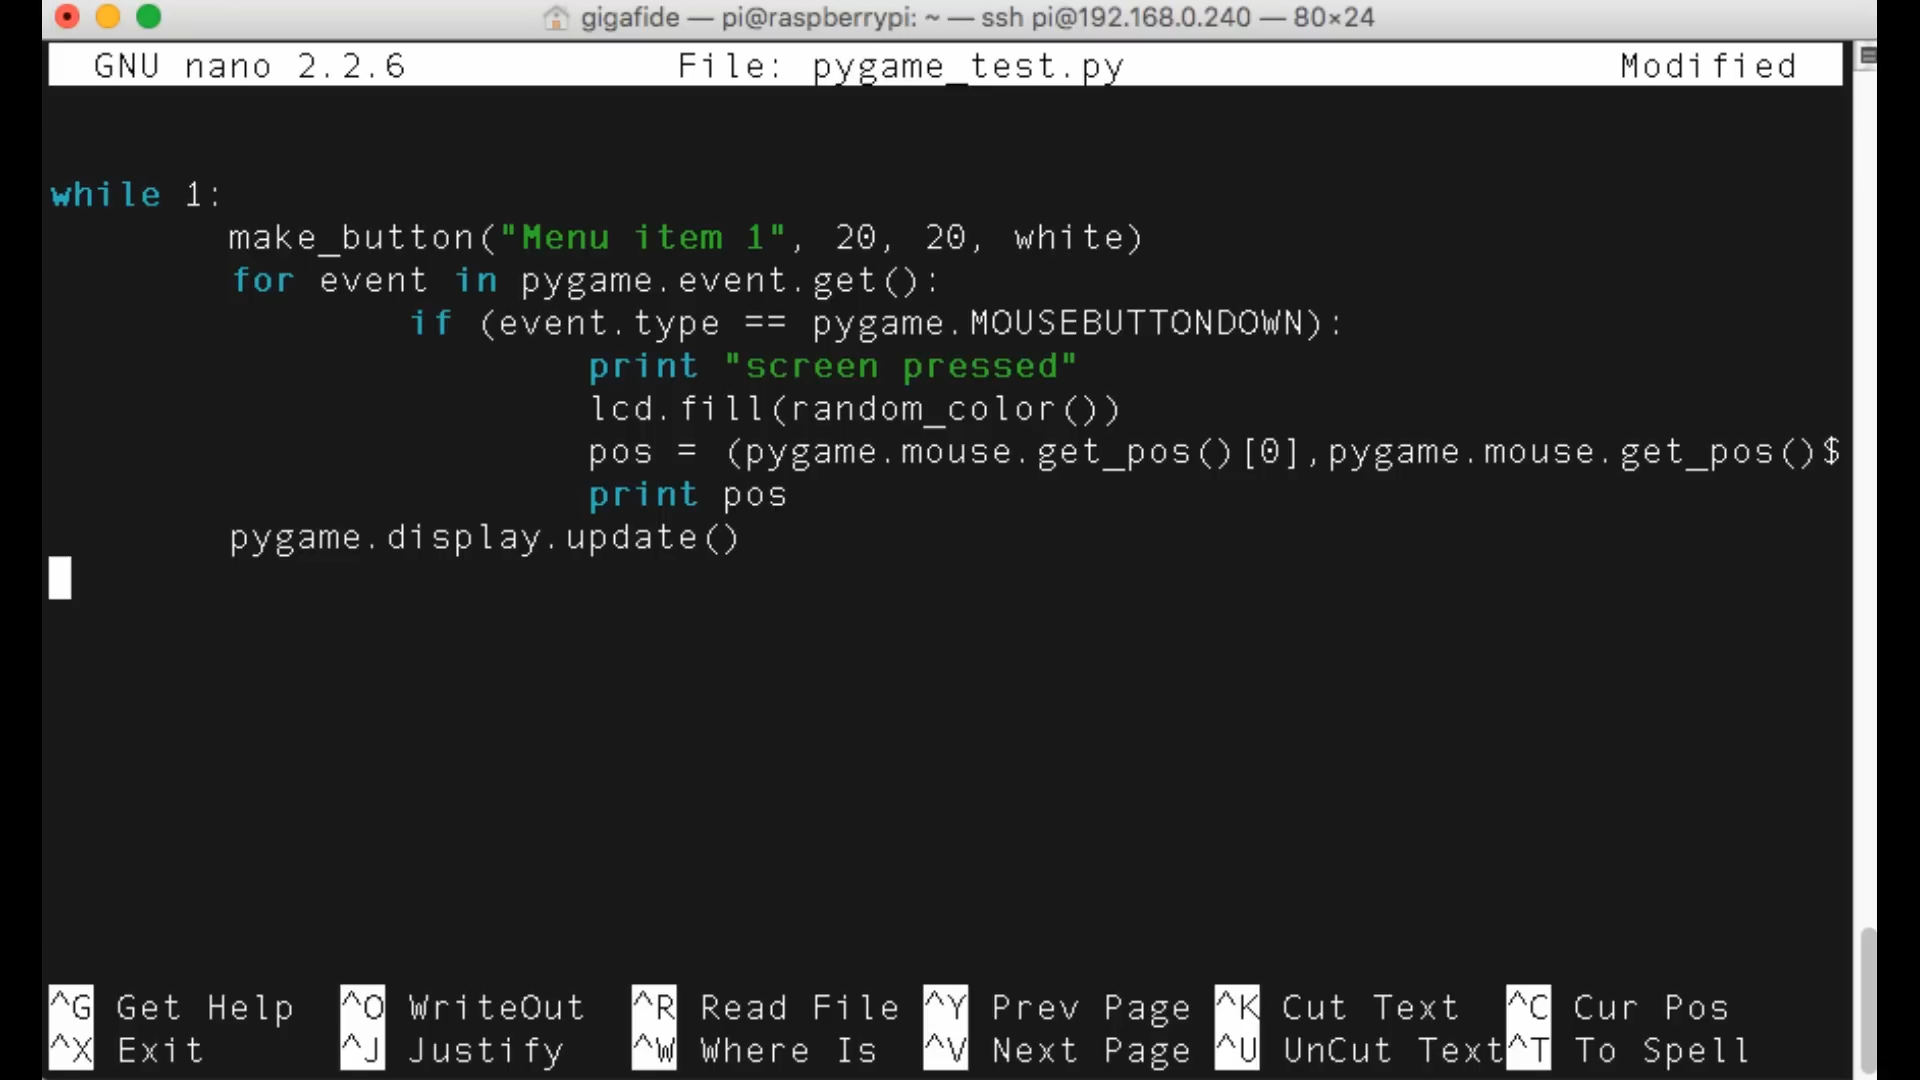 gigafide — pi@raspberrypi: ~ — ssh pi@192.168.0.240 — 80×24
GNU nano 2.2.6 File: pygame_test.py Modified
while 1:
make_button("Menu item 1", 20, 20, white)
for event in pygame.event.get():
if (event.type == pygame.MOUSEBUTTONDOWN):
print "screen pressed"
lcd.fill(random_color())
pos = (pygame.mouse.get_pos()[0],pygame.mouse.get_pos()$
print pos
pygame.display.update()
^G Get Help ^O WriteOut ^R Read File ^Y Prev Page ^K Cut Text ^C Cur Pos
^X Exit ^J Justify ^W Where Is ^V Next Page ^U UnCut Text ^T To Spell